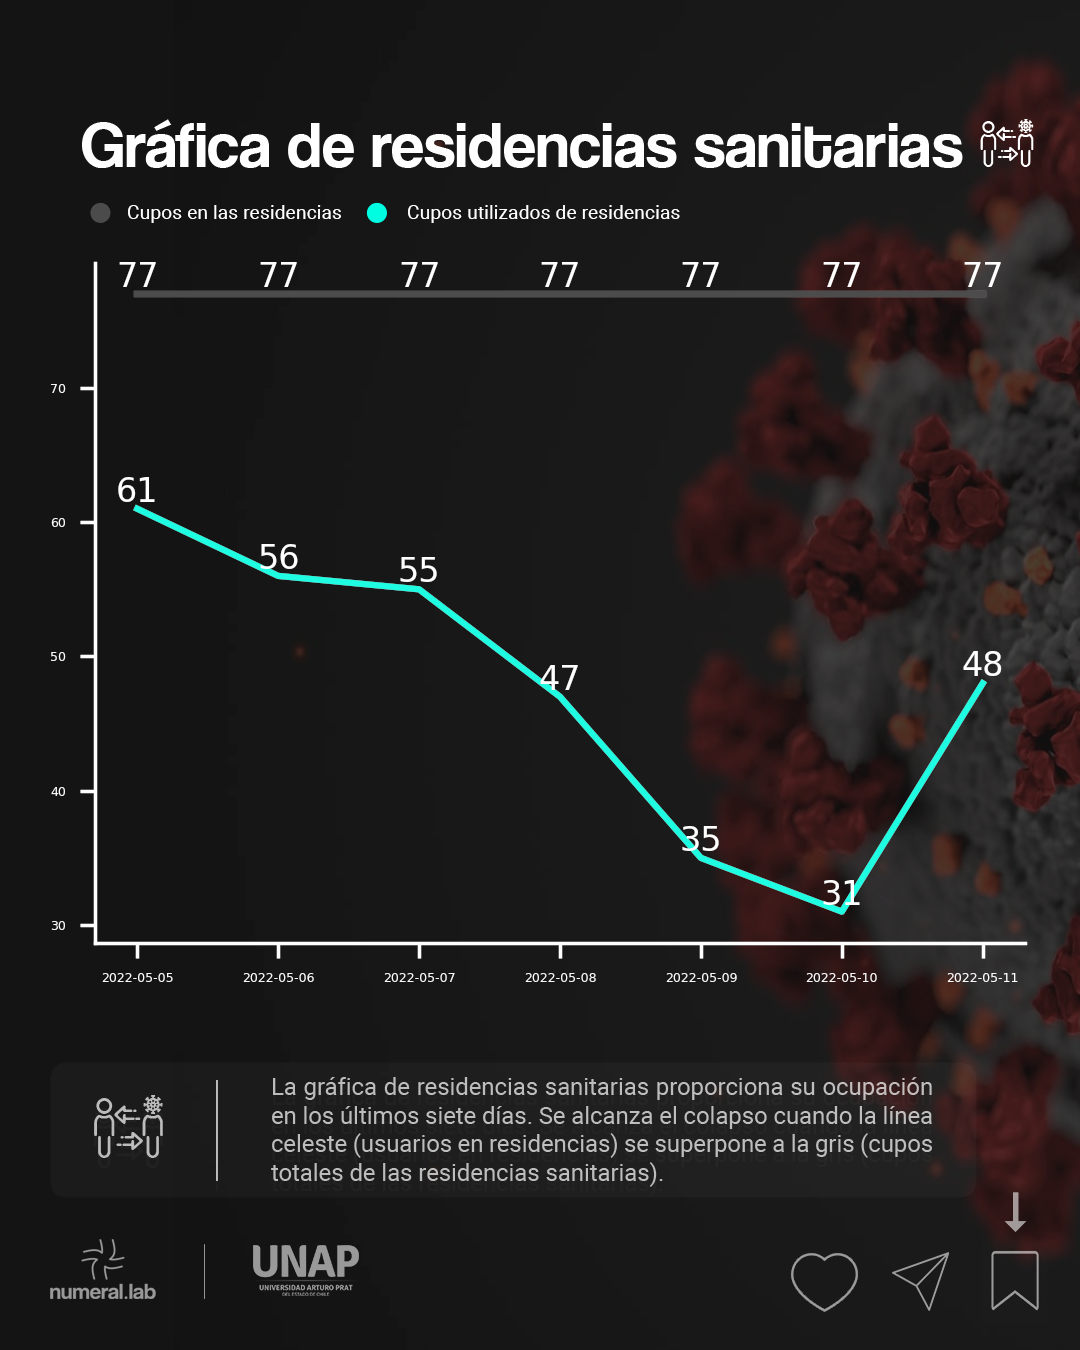 Gráfica de residencias sanitarias
Cupos en las residencias
Cupos utilizados de residencias
77 77 77 77 77 77 77
70
61
60
56
55
50
48
47
40
35
31
30
2022-05-05 2022-05-06 2022-05-07 2022-05-08 2022-05-09 2022-05-10 2022-05-11
La gráfica de residencias sanitarias proporciona su ocupación
en los últimos siete días. Se alcanza el colapso cuando la línea
celeste (usuarios en residencias) se superpone a la gris (cupos
totales de las residencias sanitarias).
numeral.lab
UNAP
UNIVERSIDAD ARTURO PRAT
DEL ESTADO DE CHILE